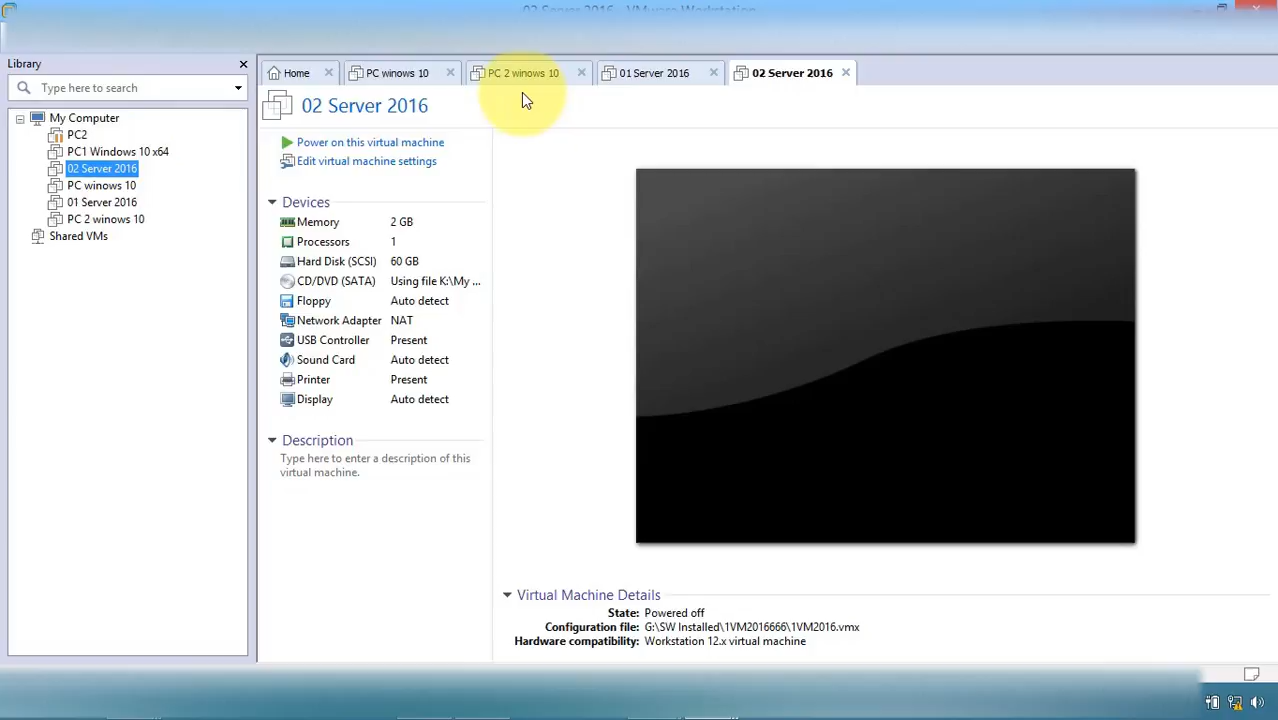 02 Server 2016 - VMware Workstation
Library
Home
PC winows 10
PC 2 winows 10
01 Server 2016
02 Server 2016
Type here to search
02 Server 2016
My Computer
PC2
PC1 Windows 10 x64
02 Server 2016
PC winows 10
01 Server 2016
PC 2 winows 10
Shared VMs
Power on this virtual machine
Edit virtual machine settings
Devices
Memory 2 GB
Processors 1
Hard Disk (SCSI) 60 GB
CD/DVD (SATA) Using file K:\My ...
Floppy Auto detect
Network Adapter NAT
USB Controller Present
Sound Card Auto detect
Printer Present
Display Auto detect
Description
Type here to enter a description of this
virtual machine.
Virtual Machine Details
State: Powered off
Configuration file: G:\SW Installed\1VM2016666\1VM2016.vmx
Hardware compatibility: Workstation 12.x virtual machine